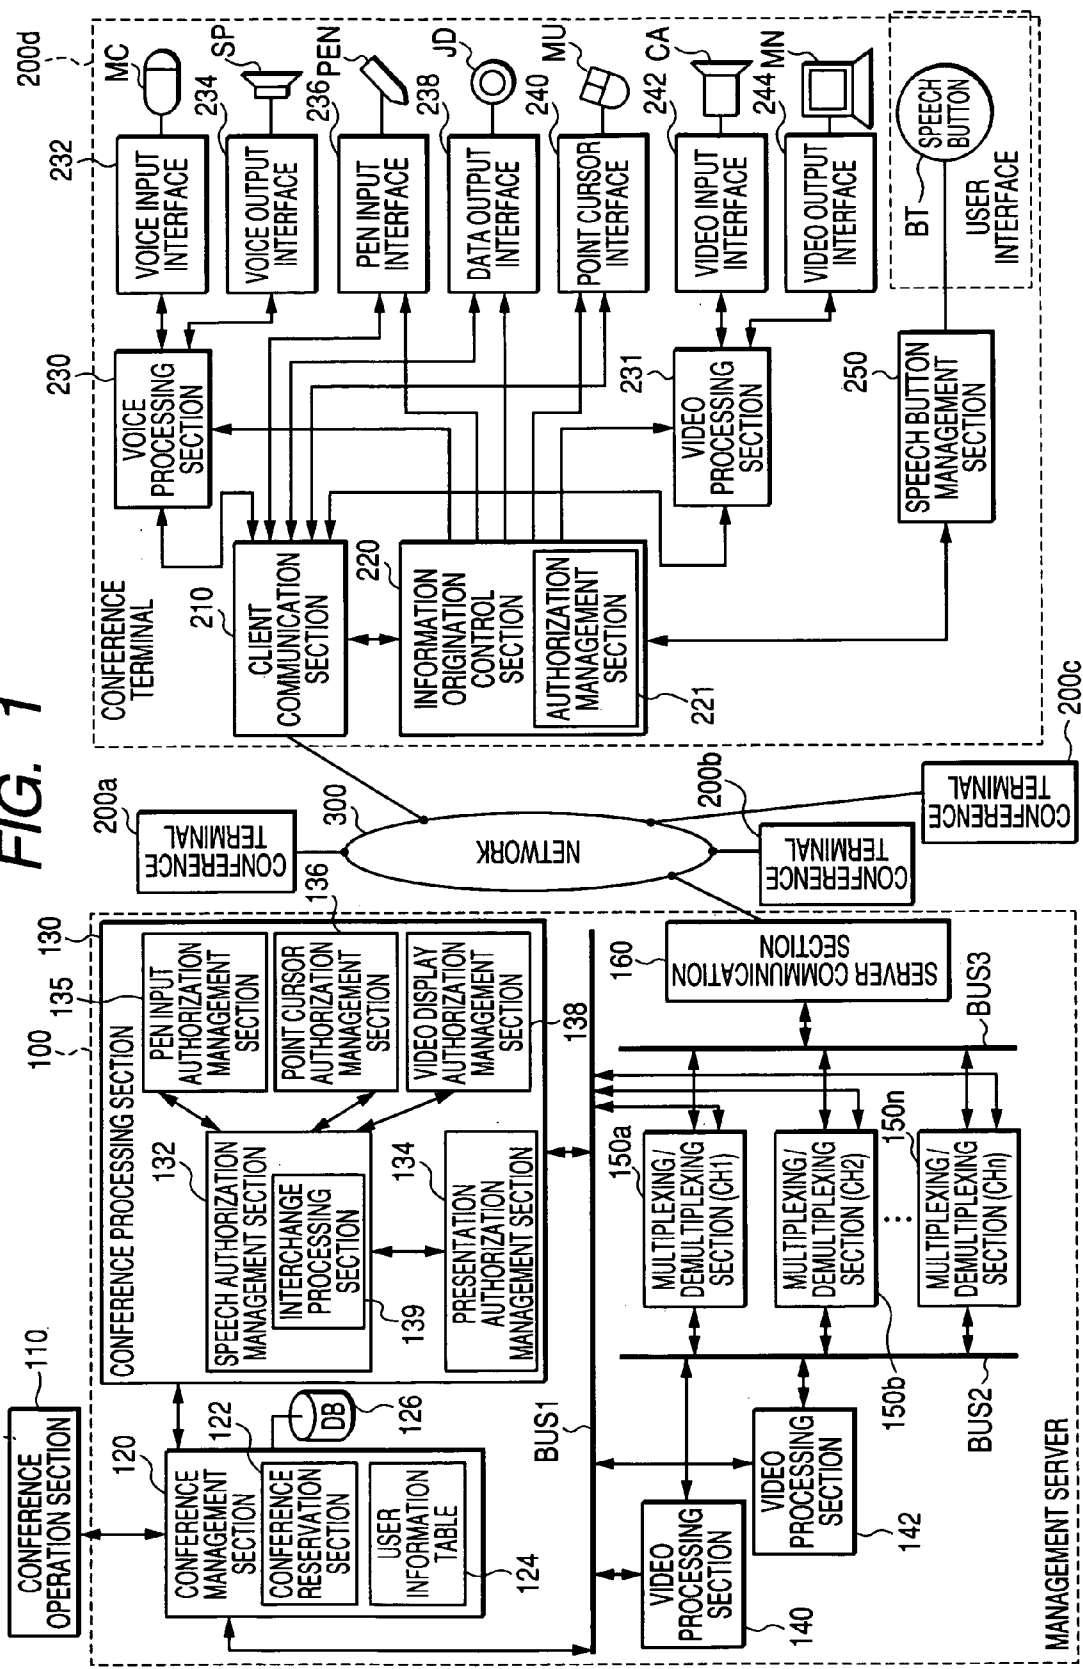 FIG. 1
110
CONFERENCE
OPERATION SECTION
100
120
CONFERENCE
MANAGEMENT
SECTION
122
CONFERENCE
RESERVATION
SECTION
USER
INFORMATION
TABLE
124
DB
126
130
CONFERENCE PROCESSING SECTION
132
SPEECH AUTHORIZATION
MANAGEMENT SECTION
INTERCHANGE
PROCESSING
SECTION
139
134
PRESENTATION
AUTHORIZATION
MANAGEMENT SECTION
135
PEN INPUT
AUTHORIZATION
MANAGEMENT
SECTION
136
POINT CURSOR
AUTHORIZATION
MANAGEMENT
SECTION
VIDEO DISPLAY
AUTHORIZATION
MANAGEMENT
SECTION
138
BUS1
VIDEO
PROCESSING
SECTION
140
VIDEO
PROCESSING
SECTION
142
BUS2
150a
MULTIPLEXING/
DEMULTIPLEXING
SECTION (CH1)
MULTIPLEXING/
DEMULTIPLEXING
SECTION (CH2)
150b
150n
MULTIPLEXING/
DEMULTIPLEXING
SECTION (CHn)
BUS3
160
SERVER COMMUNICATION
SECTION
MANAGEMENT SERVER
200a
CONFERENCE
TERMINAL
300
NETWORK
200b
CONFERENCE
TERMINAL
200c
CONFERENCE
TERMINAL
200d
CONFERENCE
TERMINAL
210
CLIENT
COMMUNICATION
SECTION
220
INFORMATION
ORIGINATION
CONTROL
SECTION
AUTHORIZATION
MANAGEMENT
SECTION
221
230
VOICE
PROCESSING
SECTION
231
VIDEO
PROCESSING
SECTION
250
SPEECH BUTTON
MANAGEMENT
SECTION
232
VOICE INPUT
INTERFACE
MC
234
VOICE OUTPUT
INTERFACE
SP
236
PEN INPUT
INTERFACE
PEN
238
DATA OUTPUT
INTERFACE
JD
240
POINT CURSOR
INTERFACE
MU
242
VIDEO INPUT
INTERFACE
CA
244
VIDEO OUTPUT
INTERFACE
MN
BT
SPEECH
BUTTON
USER
INTERFACE